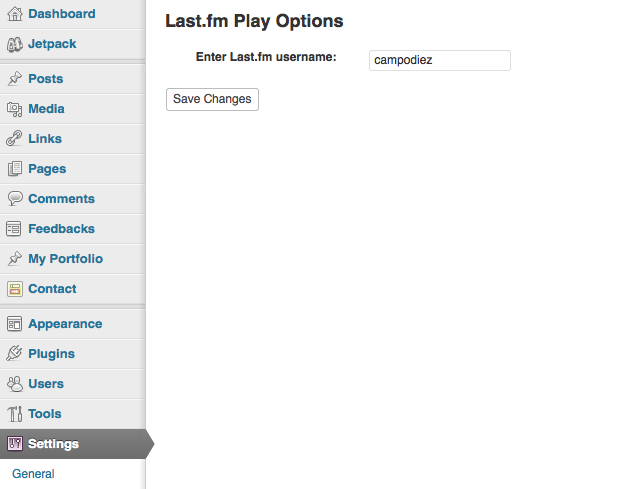 Dashboard
Jetpack
Posts
Media
Links
Pages
Comments
Feedbacks
My Portfolio
Contact
Appearance
Plugins
Users
Tools
Settings
General
Last.fm Play Options
Enter Last.fm username: campodiez
Save Changes